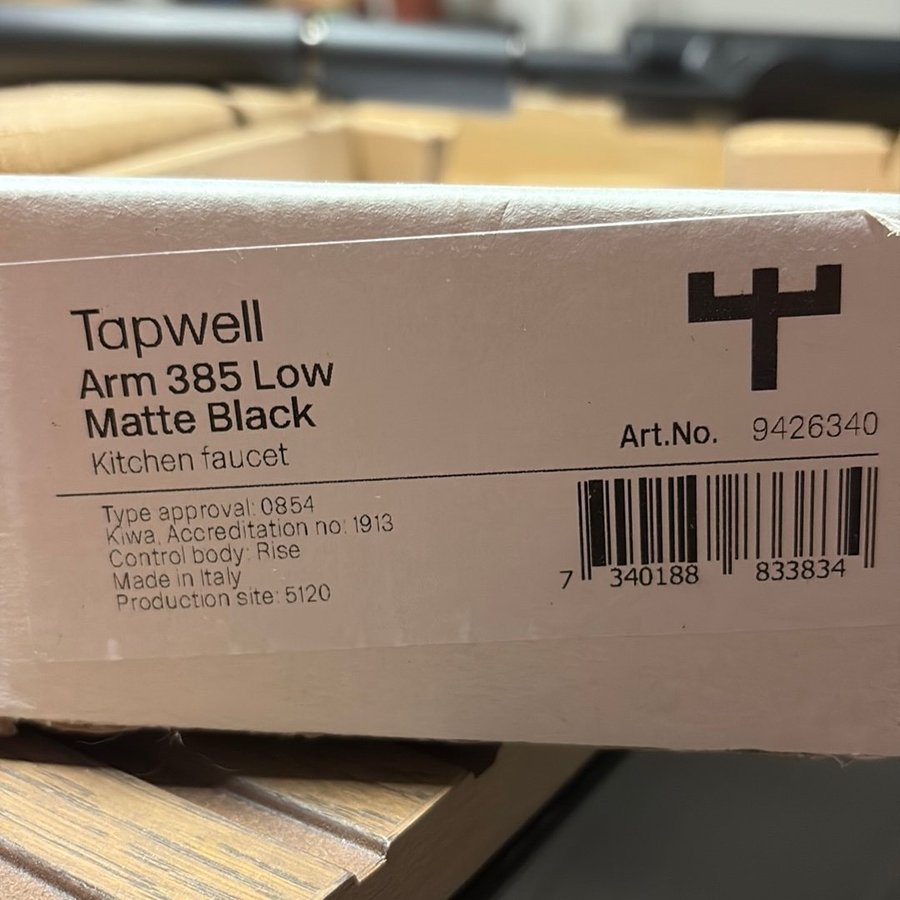 Tapwell
Arm 385 Low
Matte Black
Kitchen faucet
Art.No. 9426340
Type approval: 0854
Kiwa, Accreditation no: 1913
Control body: Rise
Made in Italy
Production site: 5120
7 340188 833834